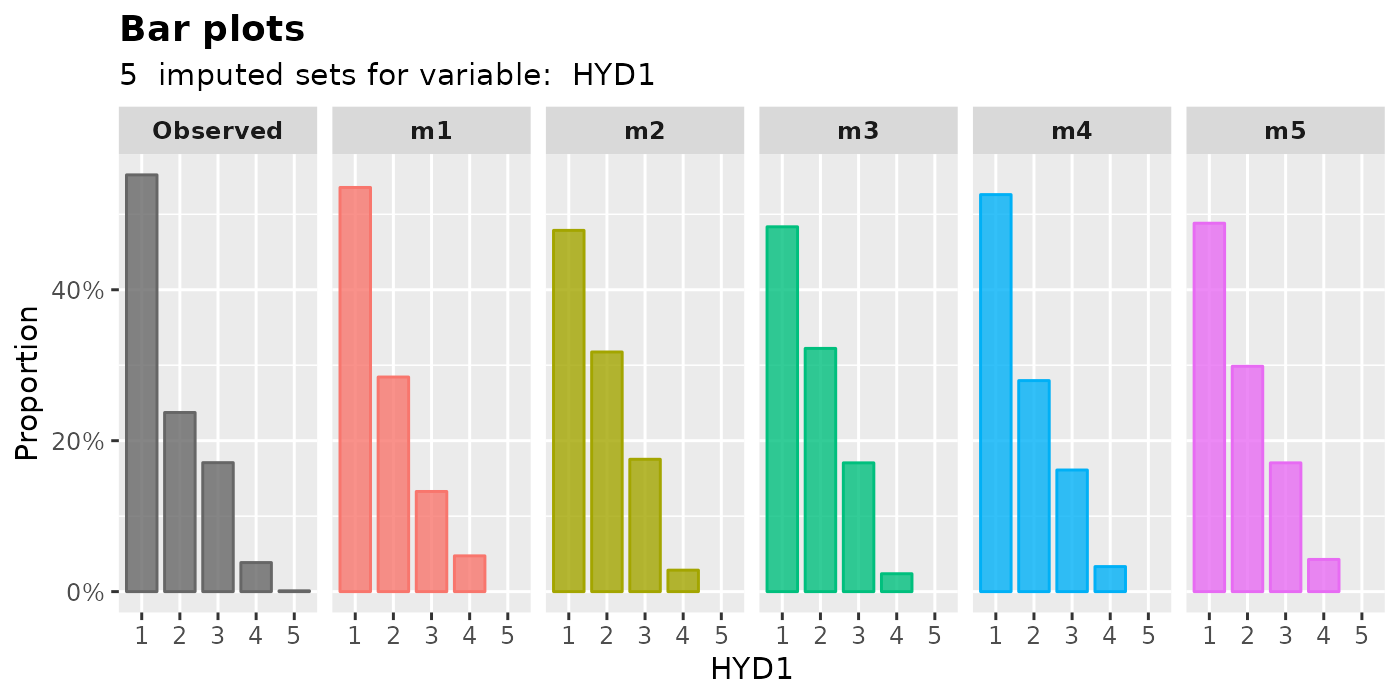 Bar plots
5  imputed sets for variable:  HYD1
Observed m1 m2 m3 m4 m5
40%
20%
0%
Proportion
1 2 3 4 5 1 2 3 4 5 1 2 3 4 5 1 2 3 4 5 1 2 3 4 5 1 2 3 4 5
HYD1